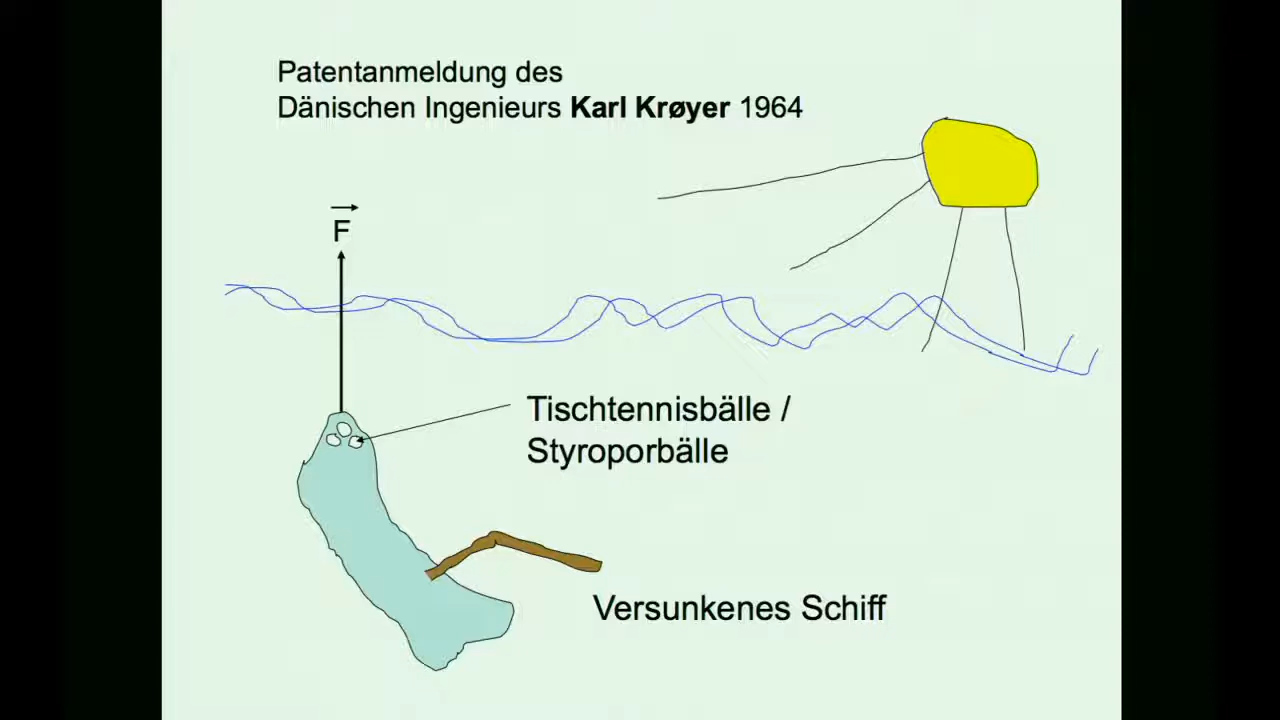 Patentanmeldung des
Dänischen Ingenieurs Karl Krøyer 1964
F
Tischtennisbälle /
Styroporbälle
Versunkenes Schiff